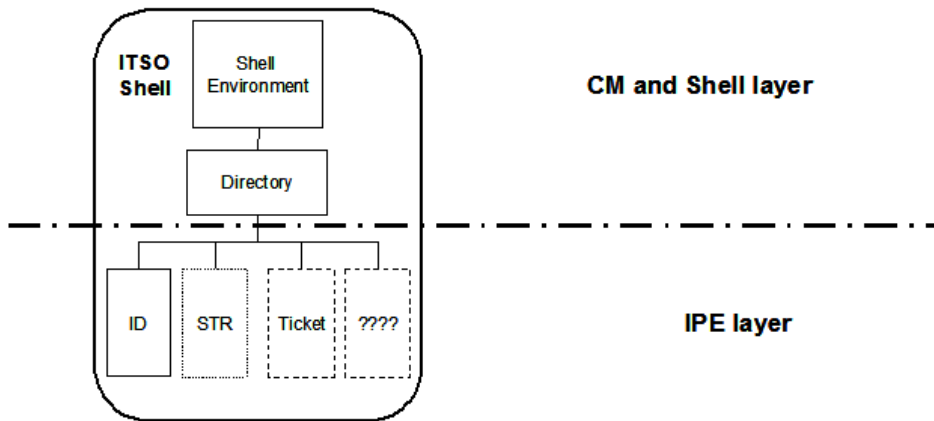 ITSO
Shell
Shell
Environment
CM and Shell layer
Directory
ID
STR
Ticket
????
IPE layer